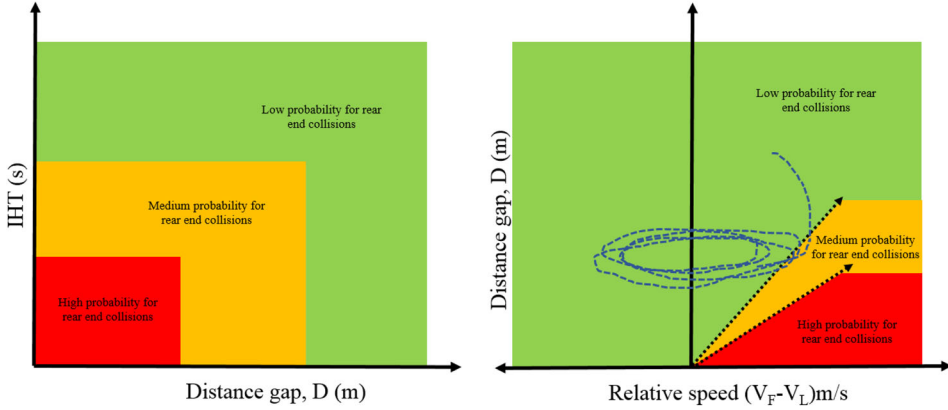 IHT (s)
Low probability for rear
end collisions
Medium probability for
rear end collisions
High probability for
rear end collisions
Distance gap, D (m)
Distance gap, D (m)
Low probability for rear
end collisions
Medium probability
for rear end collisions
High probability for
rear end collisions
Relative speed (V_F-V_L)m/s